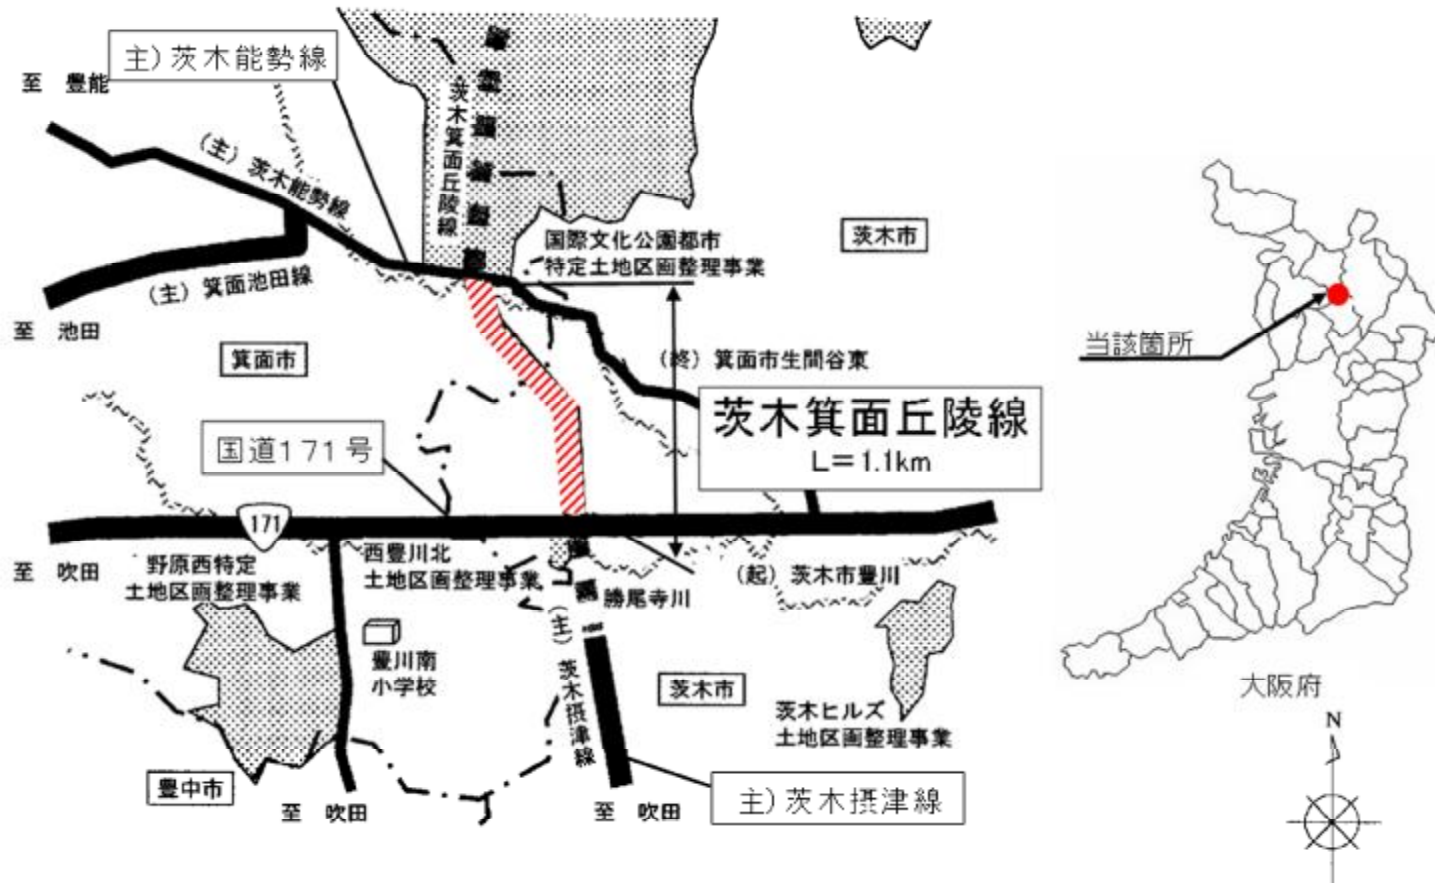 主）茨木能勢線
至 豊能
（主）茨木能勢線
茨木箕面丘陵線
国際文化公園都市
特定土地区画整理事業
茨木市
（主）箕面池田線
至 池田
箕面市
（終）箕面市生間谷東
茨木箕面丘陵線
L＝1.1km
国道171号
171
至 吹田
野原西特定
土地区画整理事業
西豊川北
土地区画整理事業
（起）茨木市豊川
勝尾寺川
豊川南
小学校
（主）茨木摂津線
茨木市
茨木ヒルズ
土地区画整理事業
豊中市
至 吹田
至 吹田
主）茨木摂津線
当該箇所
大阪府
N